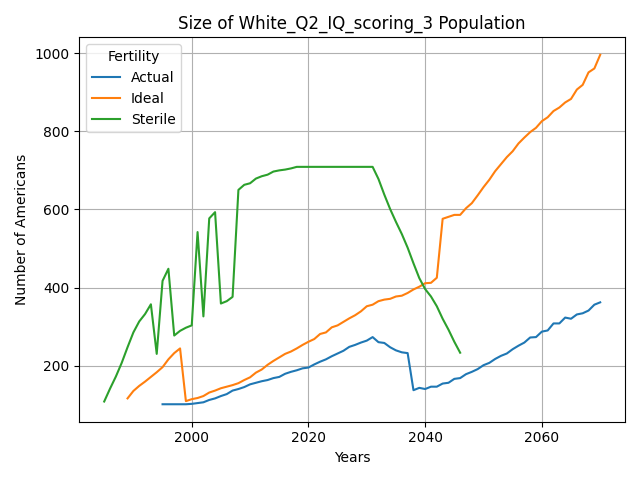 Size of White_Q2_IQ_scoring_3 Population
Fertility
Actual
Ideal
Sterile
Number of Americans
1000
800
600
400
200
2000
2020
2040
2060
Years